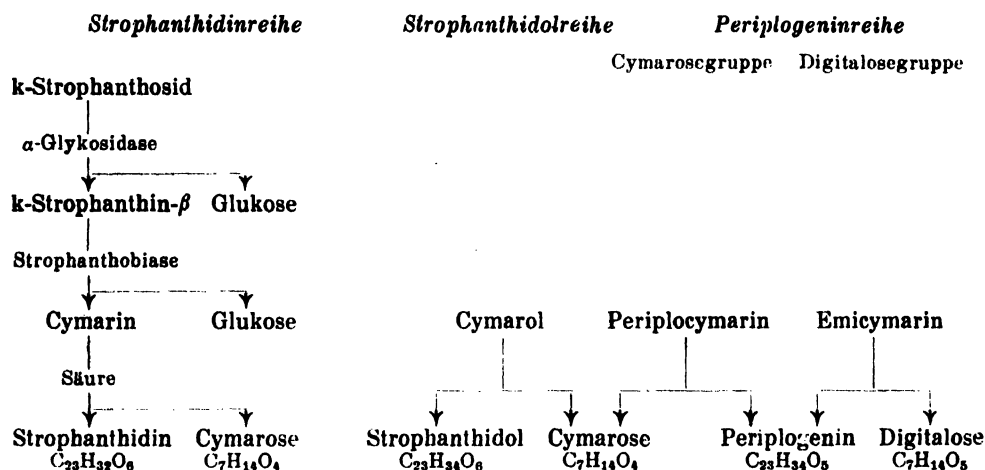 Strophanthidinreihe Strophanthidolreihe Periplogeninreihe
Cymarosegruppe Digitalosegruppe
k-Strophanthosid
α-Glykosidase
k-Strophanthin-β Glukose
Strophanthobiase
Cymarin Glukose Cymarol Periplocymarin Emicymarin
Säure
Strophanthidin Cymarose Strophanthidol Cymarose Periplogenin Digitalose
C₂₃H₃₂O₆ C₇H₁₄O₄ C₂₃H₃₄O₆ C₇H₁₄O₄ C₂₃H₃₄O₅ C₇H₁₄O₅